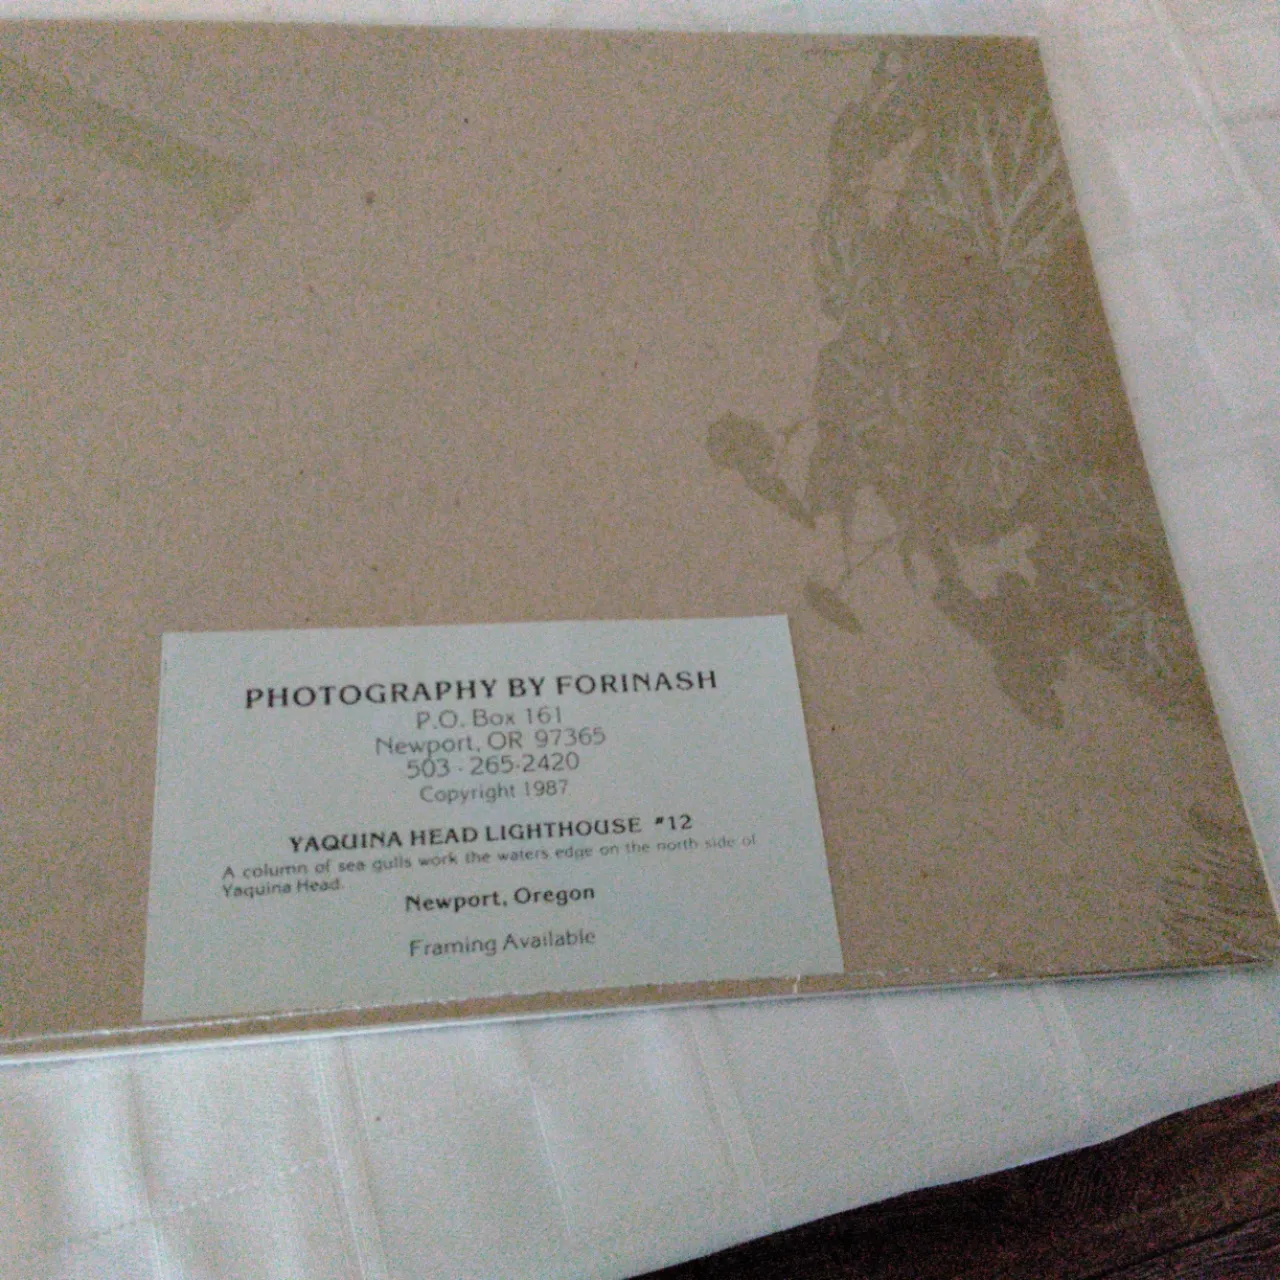 PHOTOGRAPHY BY FORINASH
P.O. Box 161
Newport, OR 97365
503 - 265-2420
Copyright 1987
YAQUINA HEAD LIGHTHOUSE #12
A column of sea gulls work the waters edge on the north side of
Yaquina Head.
Newport, Oregon
Framing Available